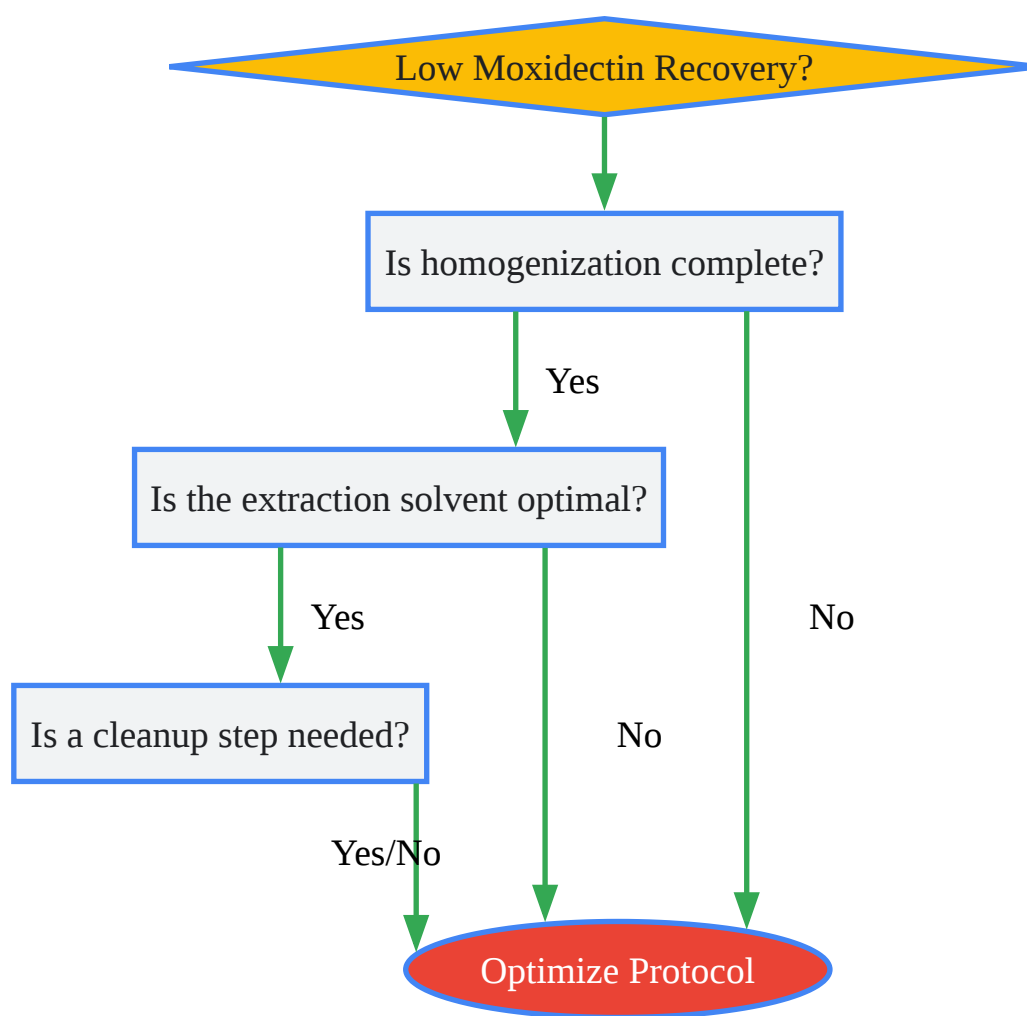 Low Moxidectin Recovery?
Is homogenization complete?
Yes
Is the extraction solvent optimal?
Yes
No
Is a cleanup step needed?
No
Yes/No
Optimize Protocol